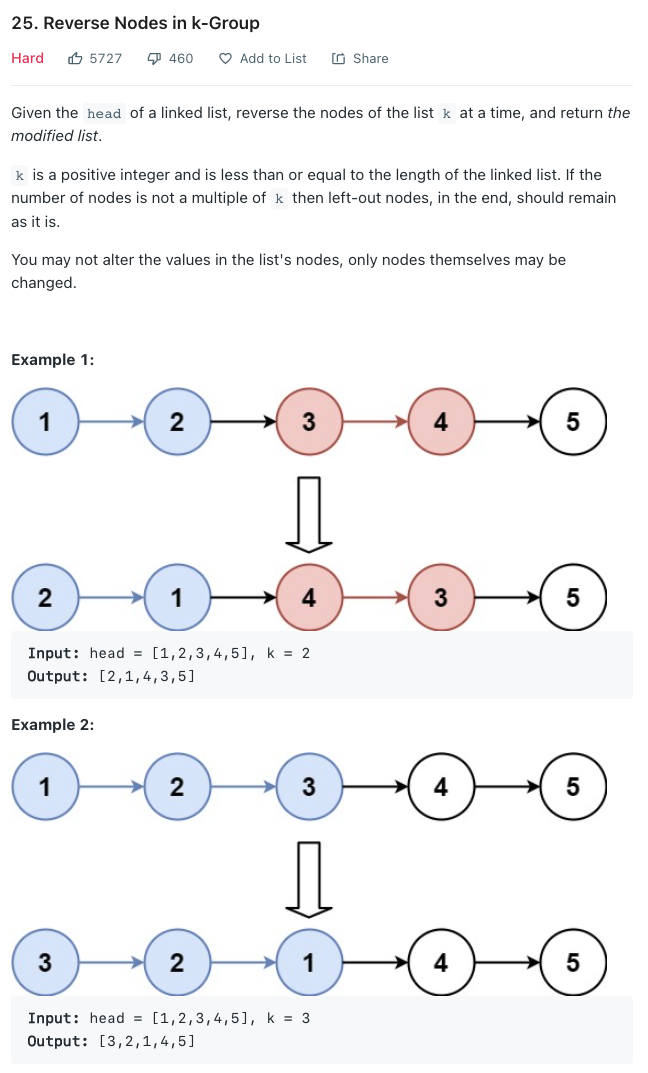 25. Reverse Nodes in k-Group
Hard 5727 460 Add to List Share
Given the head of a linked list, reverse the nodes of the list k at a time, and return the
modified list.
k is a positive integer and is less than or equal to the length of the linked list. If the
number of nodes is not a multiple of k then left-out nodes, in the end, should remain
as it is.
You may not alter the values in the list's nodes, only nodes themselves may be
changed.
Example 1:
1 2 3 4 5
2 1 4 3 5
Input: head = [1,2,3,4,5], k = 2
Output: [2,1,4,3,5]
Example 2:
1 2 3 4 5
3 2 1 4 5
Input: head = [1,2,3,4,5], k = 3
Output: [3,2,1,4,5]